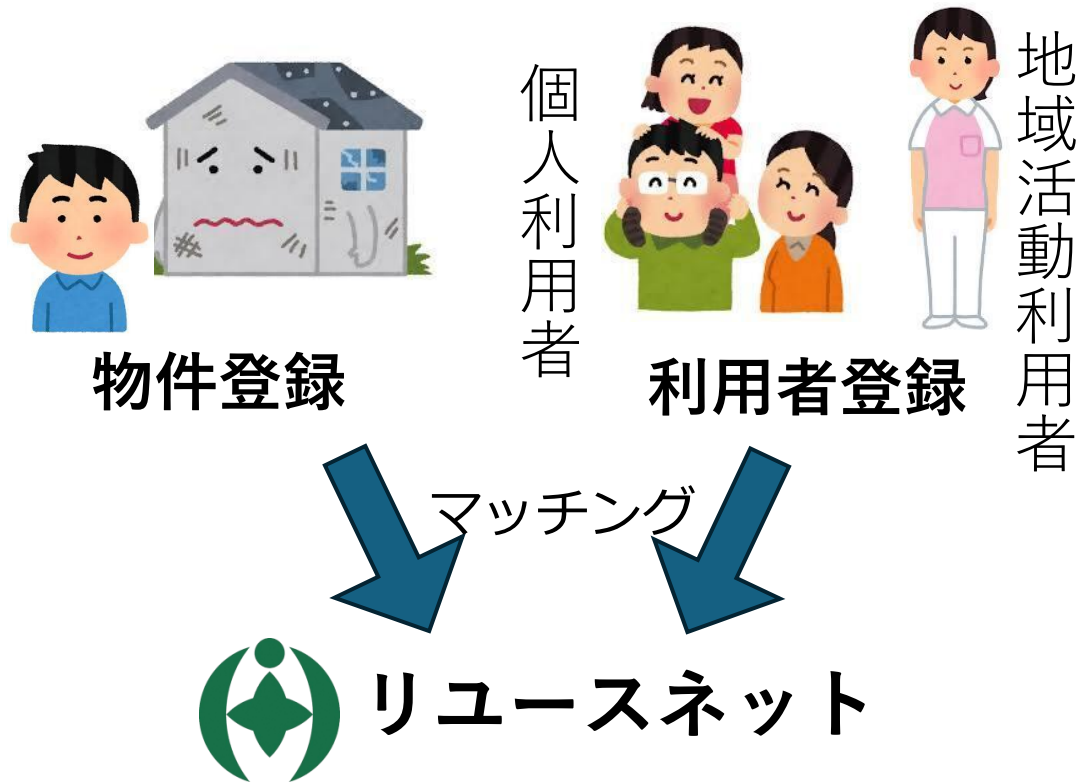 個人利用者
地域活動利用者
物件登録
利用者登録
マッチング
リユースネット